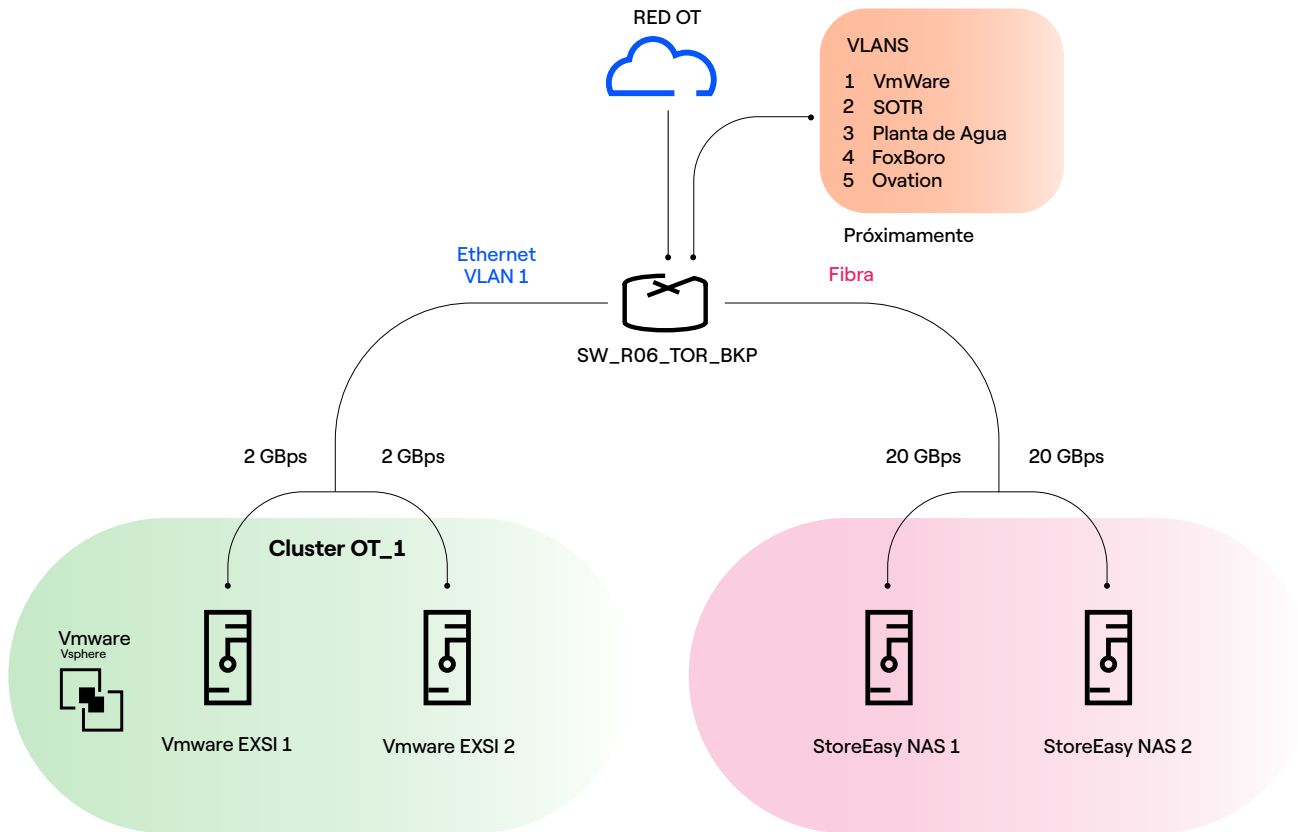 RED OT
VLANS
1 VmWare
2 SOTR
3 Planta de Agua
4 FoxBoro
5 Ovation
Próximamente
Ethernet
VLAN 1
Fibra
SW_R06_TOR_BKP
2 GBps
2 GBps
20 GBps
20 GBps
Cluster OT_1
Vmware
Vsphere
Vmware EXSI 1
Vmware EXSI 2
StoreEasy NAS 1
StoreEasy NAS 2